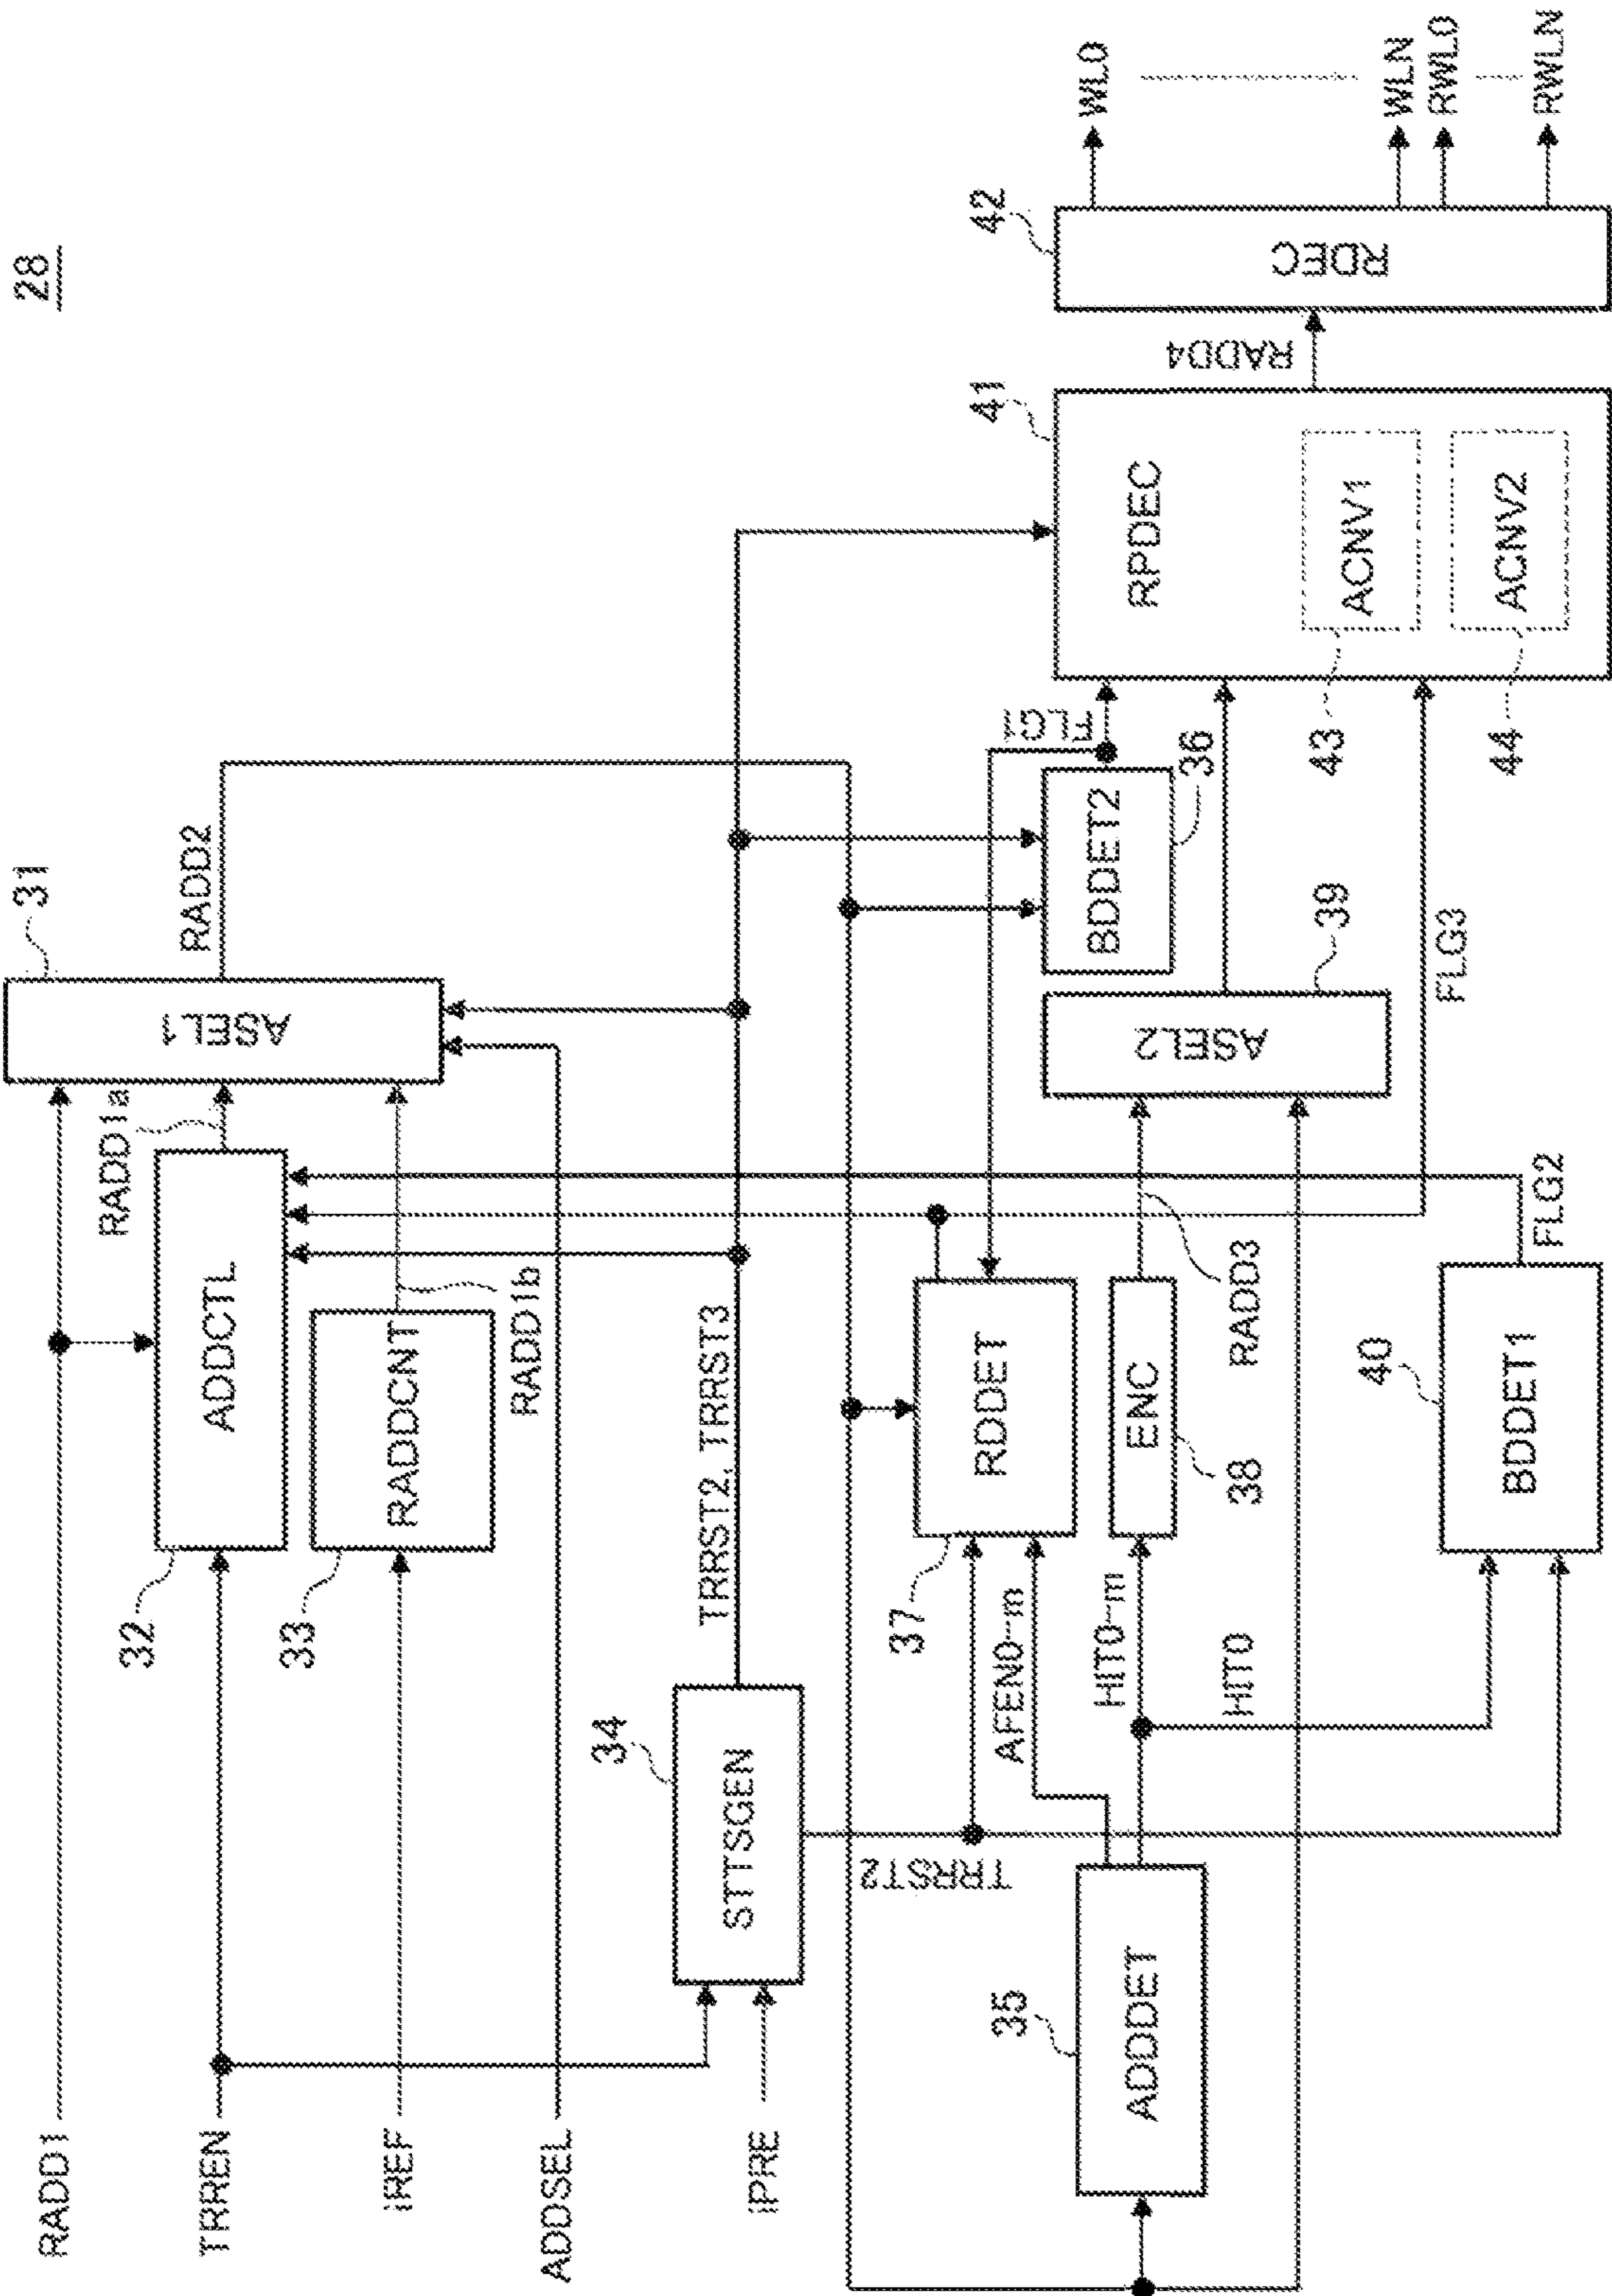 28
RADD1
TRREN
iREF
ADDSEL
iPRE
32
ADDCTL
RADD1a
31
ASEL1
RADD2
33
RADDCNT
RADD1b
34
STTSGEN
TRRST2, TRRST3
TRRST2
35
ADDDET
AFEN0~m
HIT0~m
HIT0
37
RDDET
38
ENC
RADD3
39
ASEL2
40
BDDET1
FLG2
FLG3
BDDET2
36
FLG1
41
RPDEC
ACNV1
43
ACNV2
44
RADD4
42
RDEC
WL0
WLN
RWL0
RWLN